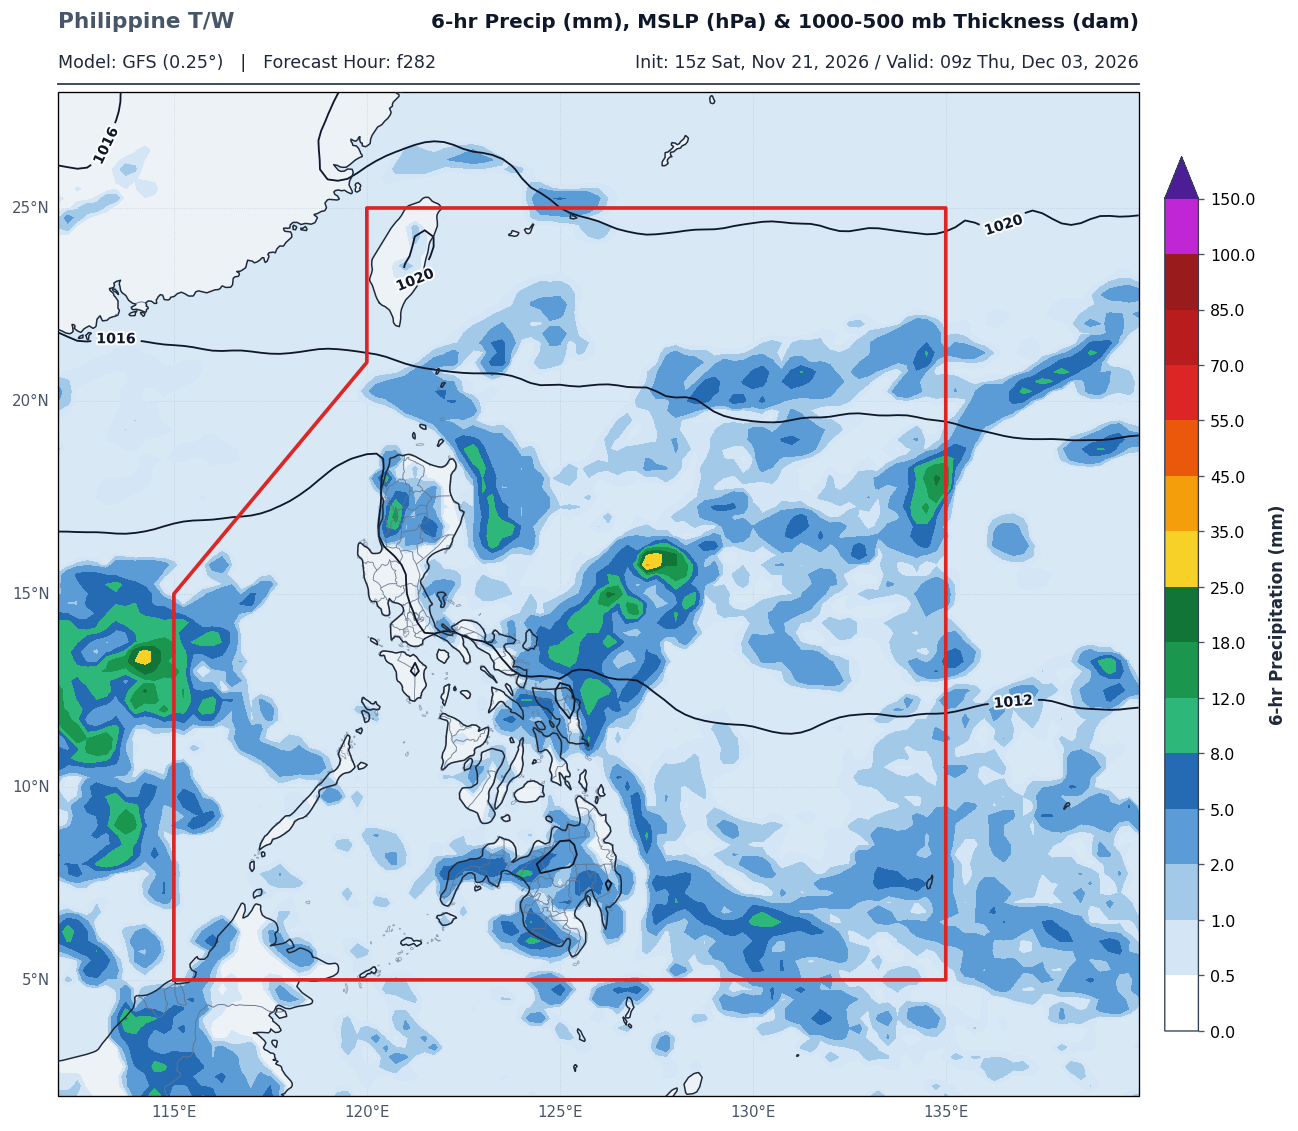 Philippine T/W
6-hr Precip (mm), MSLP (hPa) & 1000-500 mb Thickness (dam)
Model: GFS (0.25°) | Forecast Hour: f282
Init: 15z Sat, Nov 21, 2026 / Valid: 09z Thu, Dec 03, 2026
1016
1020
1020
1016
1012
25°N
20°N
15°N
10°N
5°N
115°E
120°E
125°E
130°E
135°E
150.0
100.0
85.0
70.0
55.0
45.0
35.0
25.0
18.0
12.0
8.0
5.0
2.0
1.0
0.5
0.0
6-hr Precipitation (mm)